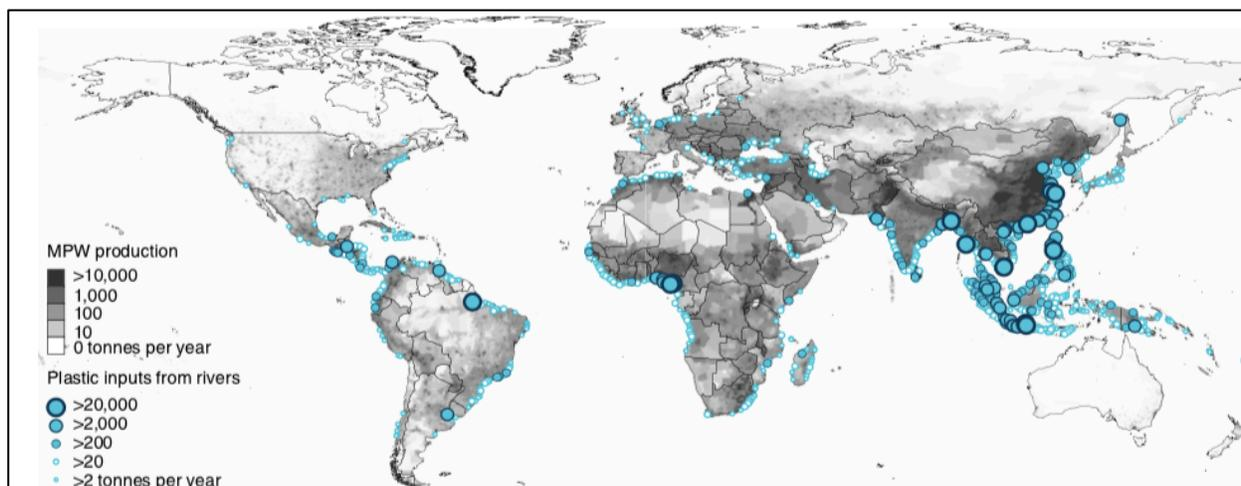 MPW production
>10,000
1,000
100
10
0 tonnes per year
Plastic inputs from rivers
>20,000
>2,000
>200
>20
>2 tonnes per year